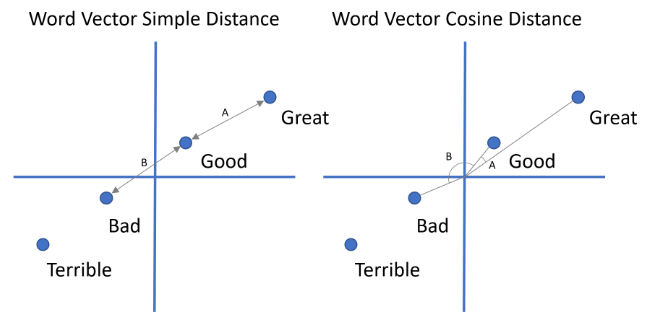 Word Vector Simple Distance
A
Great
B
Good
Bad
Terrible
Word Vector Cosine Distance
Great
B
A
Good
Bad
Terrible